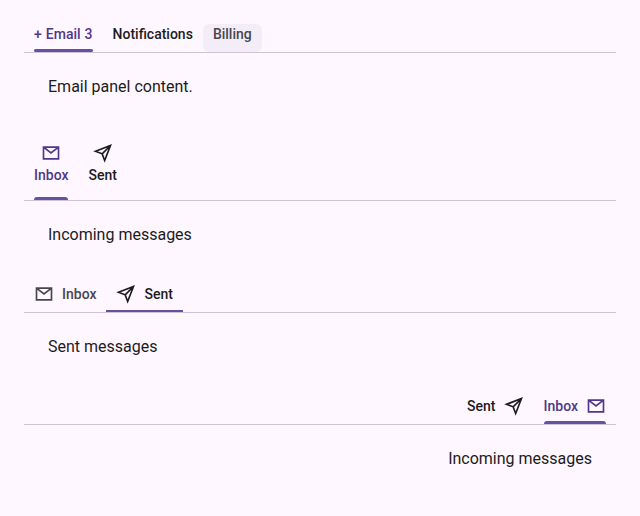 + Email 3 Notifications Billing
Email panel content.
Inbox Sent
Incoming messages
Inbox Sent
Sent messages
Sent Inbox
Incoming messages